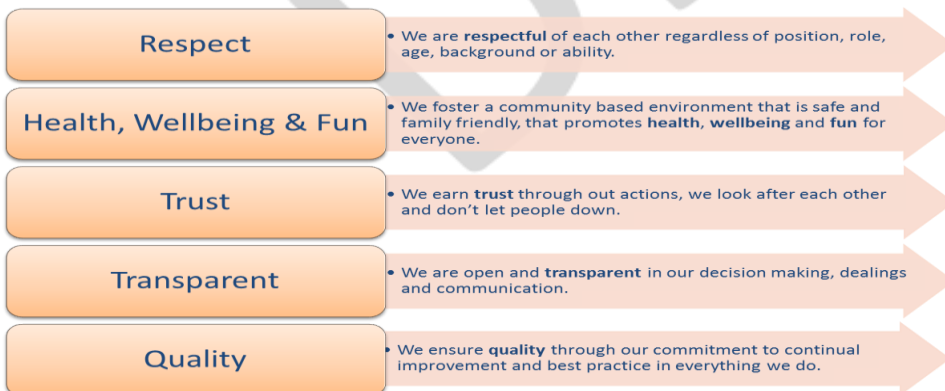 Respect
• We are respectful of each other regardless of position, role,
age, background or ability.
Health, Wellbeing & Fun
• We foster a community based environment that is safe and
family friendly, that promotes health, wellbeing and fun for
everyone.
Trust
• We earn trust through out actions, we look after each other
and don’t let people down.
Transparent
• We are open and transparent in our decision making, dealings
and communication.
Quality
• We ensure quality through our commitment to continual
improvement and best practice in everything we do.